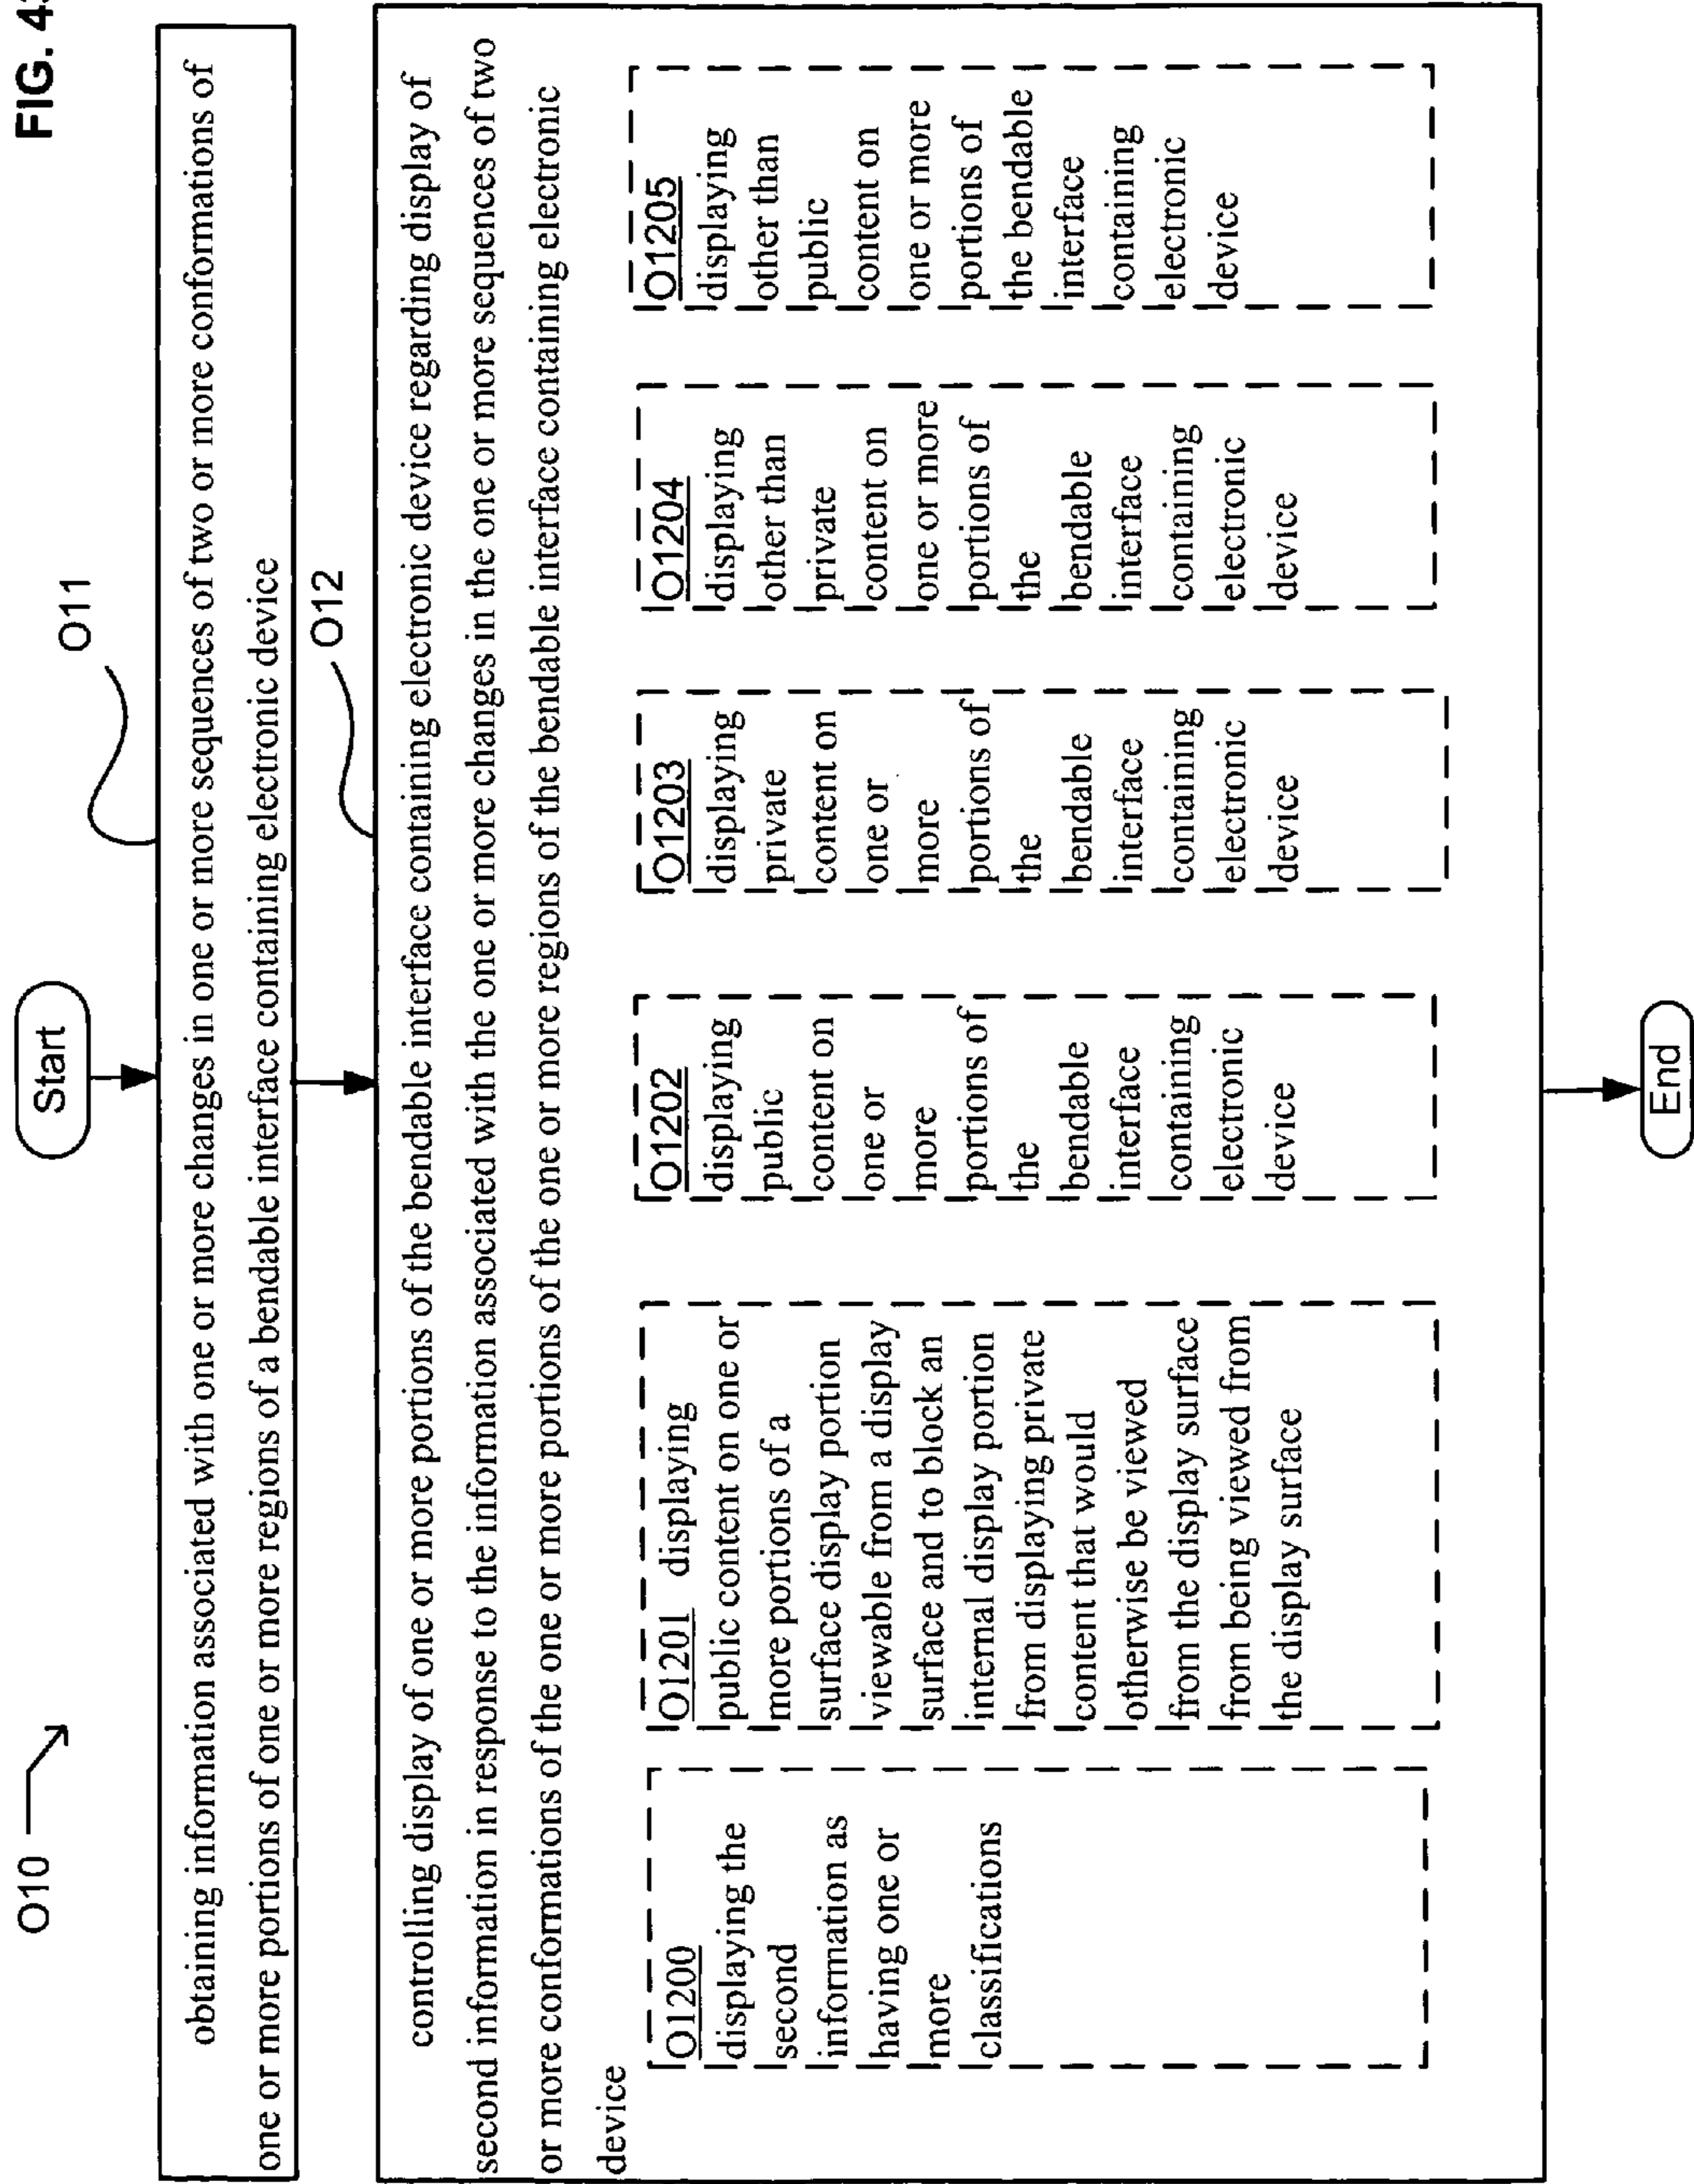 FIG. 4
O10
Start
O11
obtaining information associated with one or more changes in one or more sequences of two or more conformations of
one or more portions of one or more regions of a bendable interface containing electronic device
O12
controlling display of one or more portions of the bendable interface containing electronic device regarding display of
second information in response to the information associated with the one or more changes in the one or more sequences of two
or more conformations of the one or more portions of the one or more regions of the bendable interface containing electronic
device
O1200
displaying the
second
information as
having one or
more
classifications
O1201 displaying
public content on one or
more portions of a
surface display portion
viewable from a display
surface and to block an
internal display portion
from displaying private
content that would
otherwise be viewed
from the display surface
from being viewed from
the display surface
O1202
displaying
public
content on
one or
more
portions of
the
bendable
interface
containing
electronic
device
O1203
displaying
private
content on
one or
more
portions of
the
bendable
interface
containing
electronic
device
O1204
displaying
other than
private
content on
one or more
portions of
the
bendable
interface
containing
electronic
device
O1205
displaying
other than
public
content on
one or more
portions of
the bendable
interface
containing
electronic
device
End